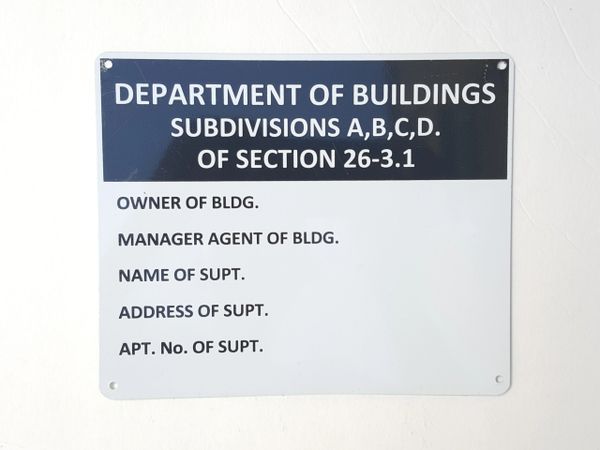 DEPARTMENT OF BUILDINGS
SUBDIVISIONS A,B,C,D.
OF SECTION 26-3.1
OWNER OF BLDG.
MANAGER AGENT OF BLDG.
NAME OF SUPT.
ADDRESS OF SUPT.
APT. No. OF SUPT.